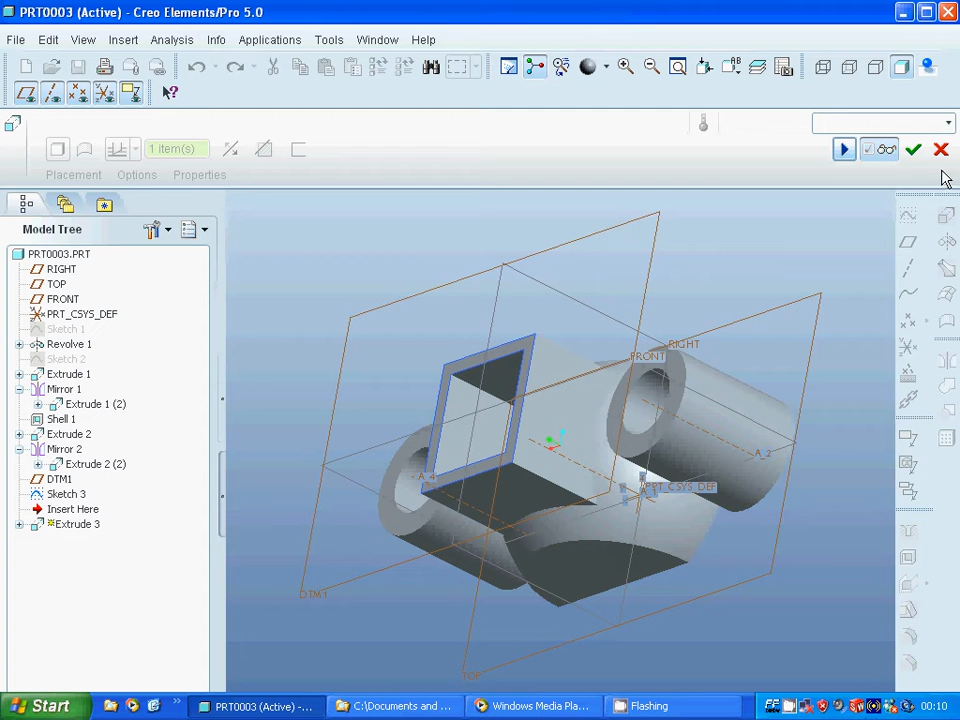 PRT0003 (Active) - Creo Elements/Pro 5.0
File Edit View Insert Analysis Info Applications Tools Window Help
1 item(s)
Placement Options Properties
Model Tree
PRT0003.PRT
RIGHT
TOP
FRONT
PRT_CSYS_DEF
Sketch 1
Revolve 1
Sketch 2
Extrude 1
Mirror 1
Extrude 1 (2)
Shell 1
Extrude 2
Mirror 2
Extrude 2 (2)
DTM1
Sketch 3
Insert Here
Extrude 3
RIGHT
FRONT
A_2
A_4
PRT_CSYS_DEF
A_1
DTM1
TOP
Start PRT0003 (Active) -... C:\Documents and ... Windows Media Pla... Flashing 00:10